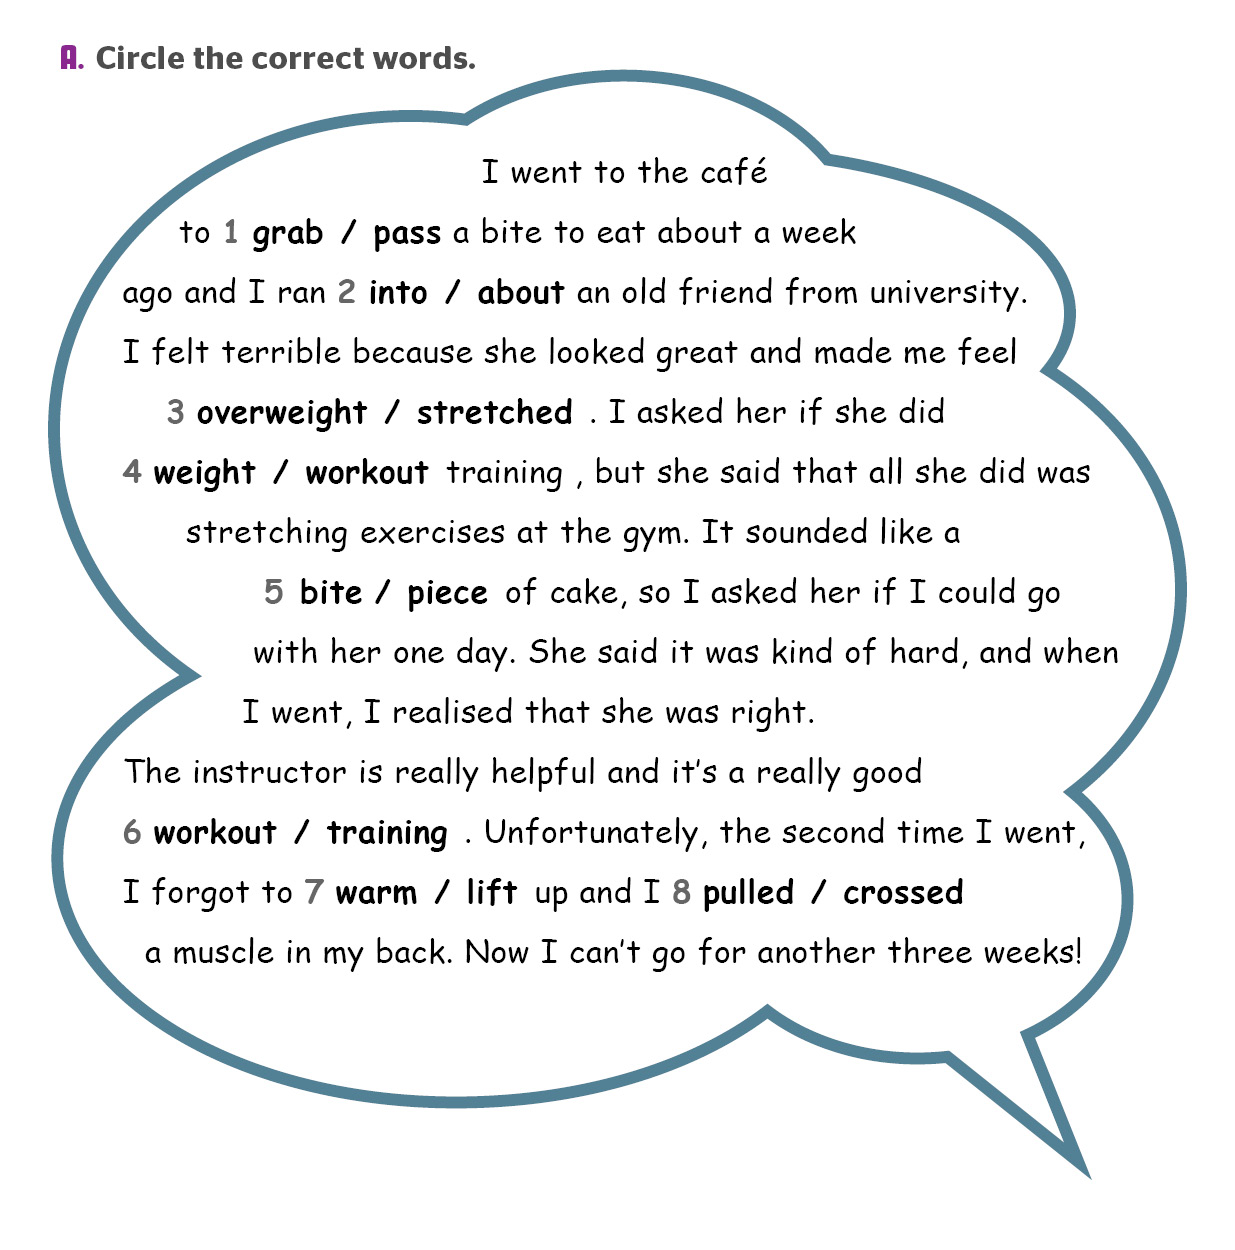 A. Circle the correct words.
I went to the café
to 1 grab / pass a bite to eat about a week
ago and I ran 2 into / about an old friend from university.
I felt terrible because she looked great and made me feel
3 overweight / stretched . I asked her if she did
4 weight / workout training , but she said that all she did was
stretching exercises at the gym. It sounded like a
5 bite / piece of cake, so I asked her if I could go
with her one day. She said it was kind of hard, and when
I went, I realised that she was right.
The instructor is really helpful and it's a really good
6 workout / training . Unfortunately, the second time I went,
I forgot to 7 warm / lift up and I 8 pulled / crossed
a muscle in my back. Now I can't go for another three weeks!